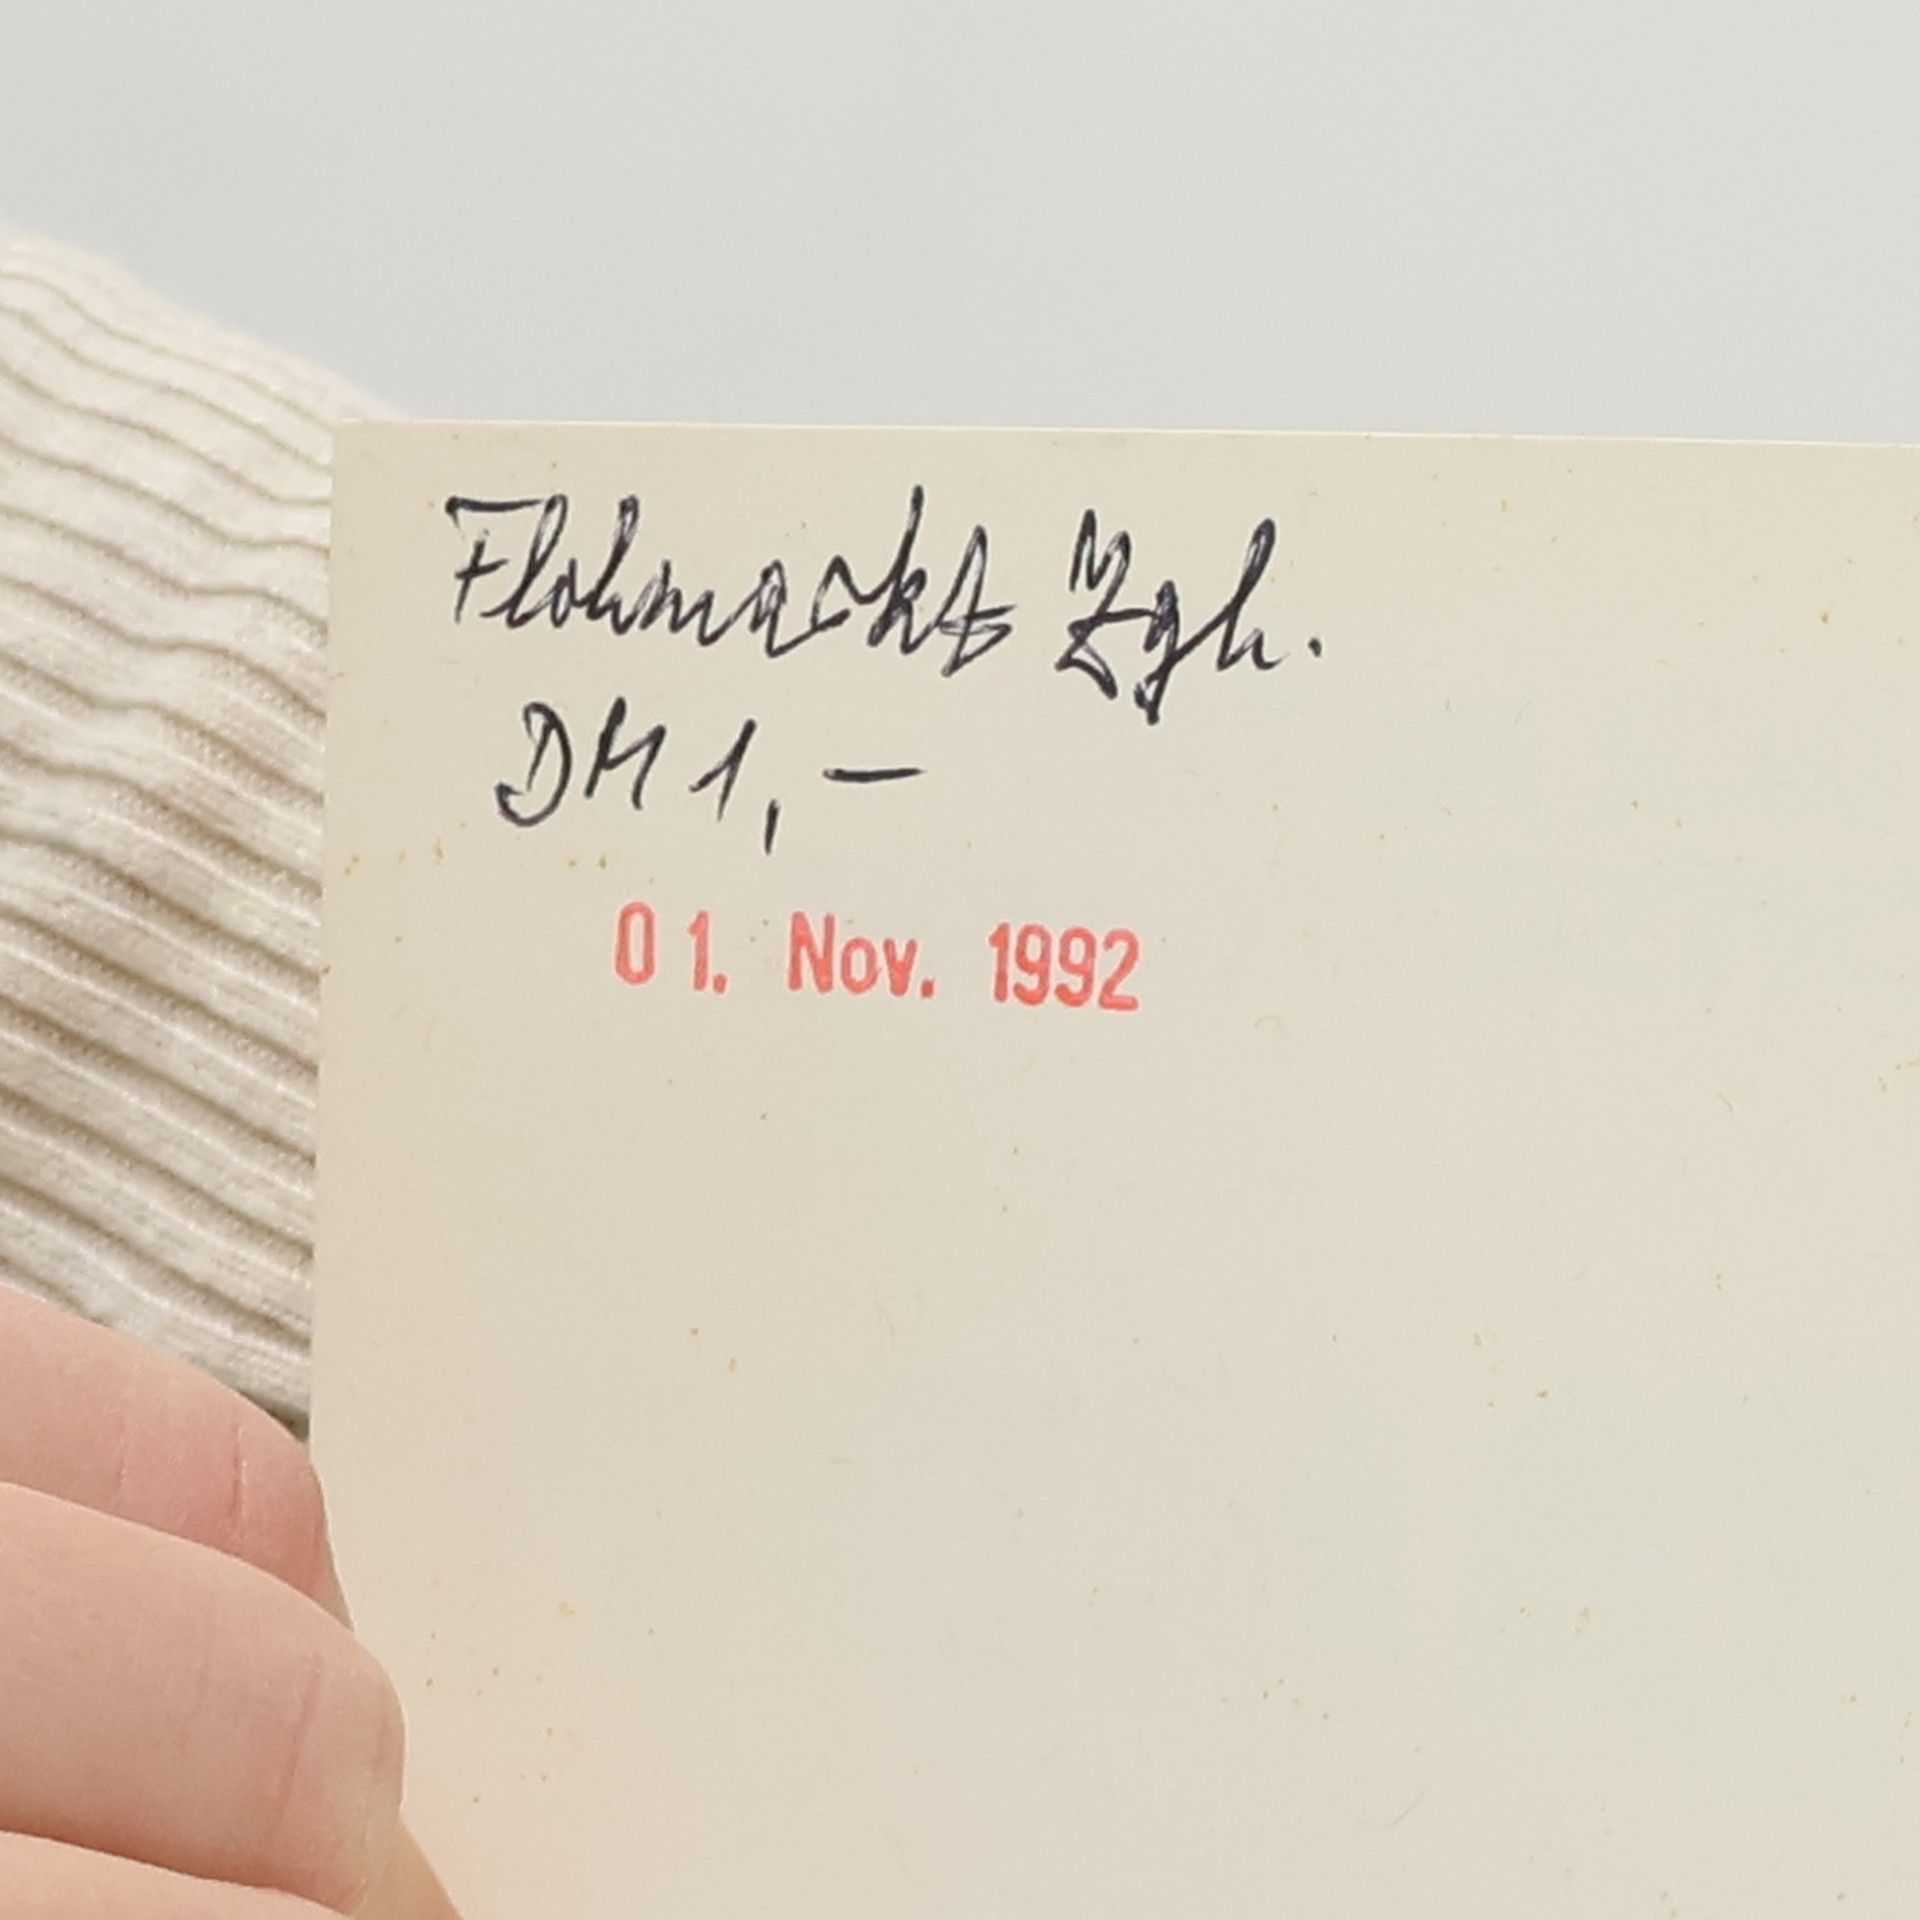 Flohmarkt Zgh.
DM 1,-
01. Nov. 1992